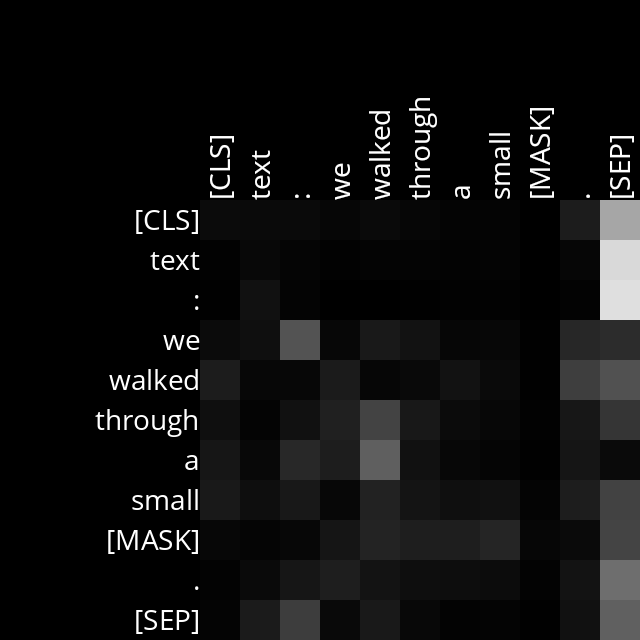 [CLS] text : we walked through a small [MASK] . [SEP]
[CLS]
text
:
we
walked
through
a
small
[MASK]
.
[SEP]